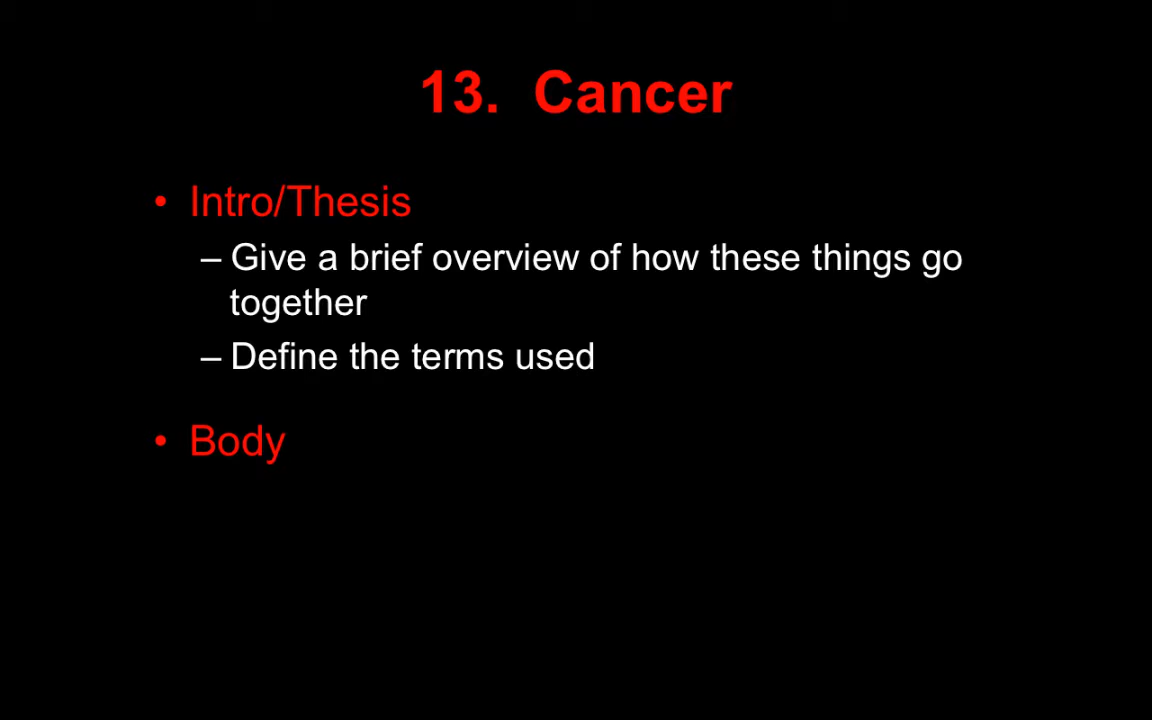 13. Cancer
• Intro/Thesis
– Give a brief overview of how these things go
together
– Define the terms used
• Body